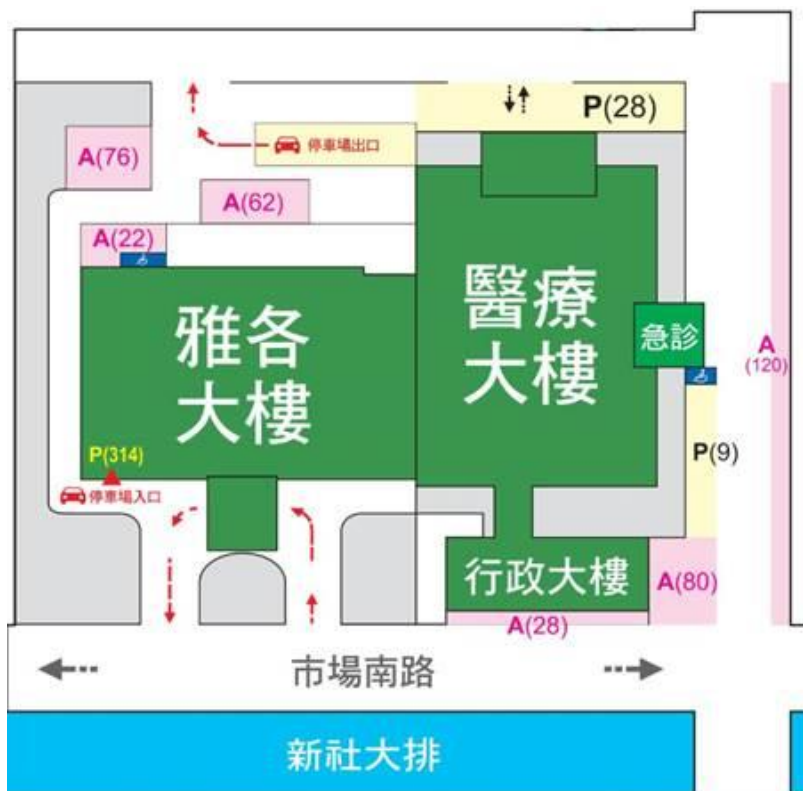 P(28)
停車場出口
A(76)
A(62)
A(22)
雅各
大樓
醫療
大樓
急診
A
(120)
P(314)
停車場入口
P(9)
行政大樓
A(80)
A(28)
市場南路
新社大排